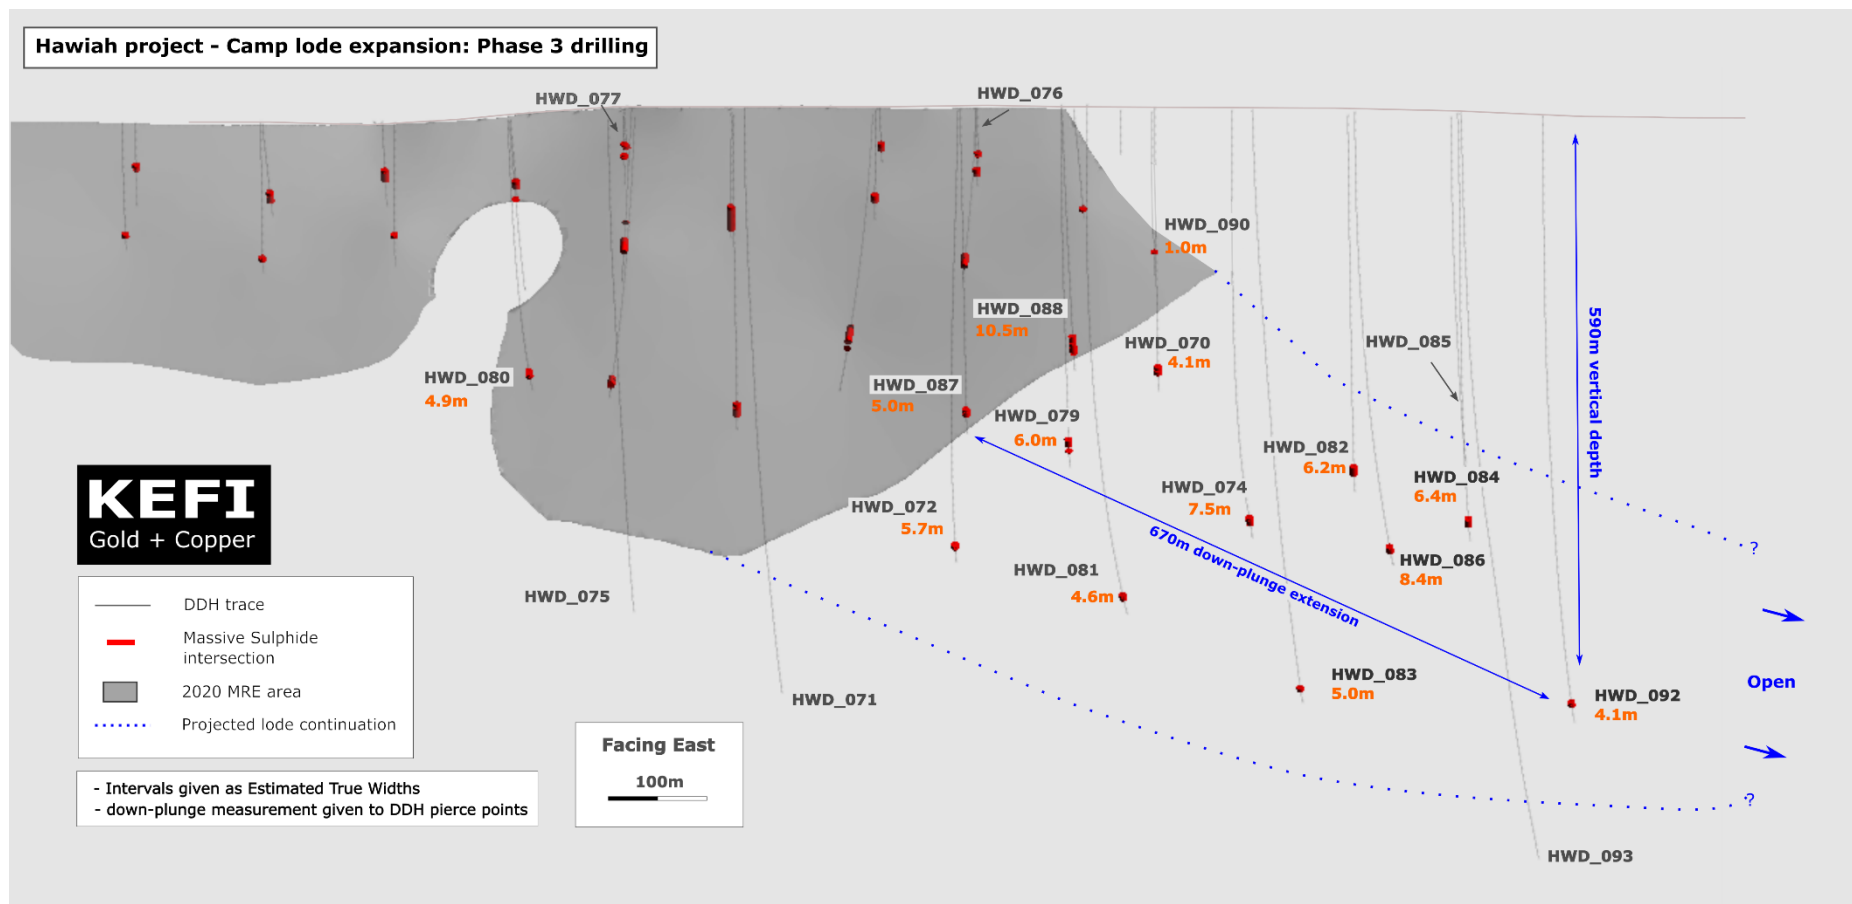 Hawiah project - Camp lode expansion: Phase 3 drilling
HWD_077
HWD_076
HWD_090
1.0m
HWD_088
10.5m
HWD_070
4.1m
HWD_085
590m vertical depth
HWD_080
4.9m
HWD_087
5.0m
HWD_079
6.0m
HWD_082
6.2m
HWD_084
6.4m
HWD_074
7.5m
HWD_072
5.7m
670m down-plunge extension
?
HWD_086
8.4m
HWD_081
4.6m
HWD_075
HWD_083
5.0m
Open
HWD_092
4.1m
HWD_071
?
HWD_093
KEFI
Gold + Copper
DDH trace
Massive Sulphide
intersection
2020 MRE area
Projected lode continuation
- Intervals given as Estimated True Widths
- down-plunge measurement given to DDH pierce points
Facing East
100m